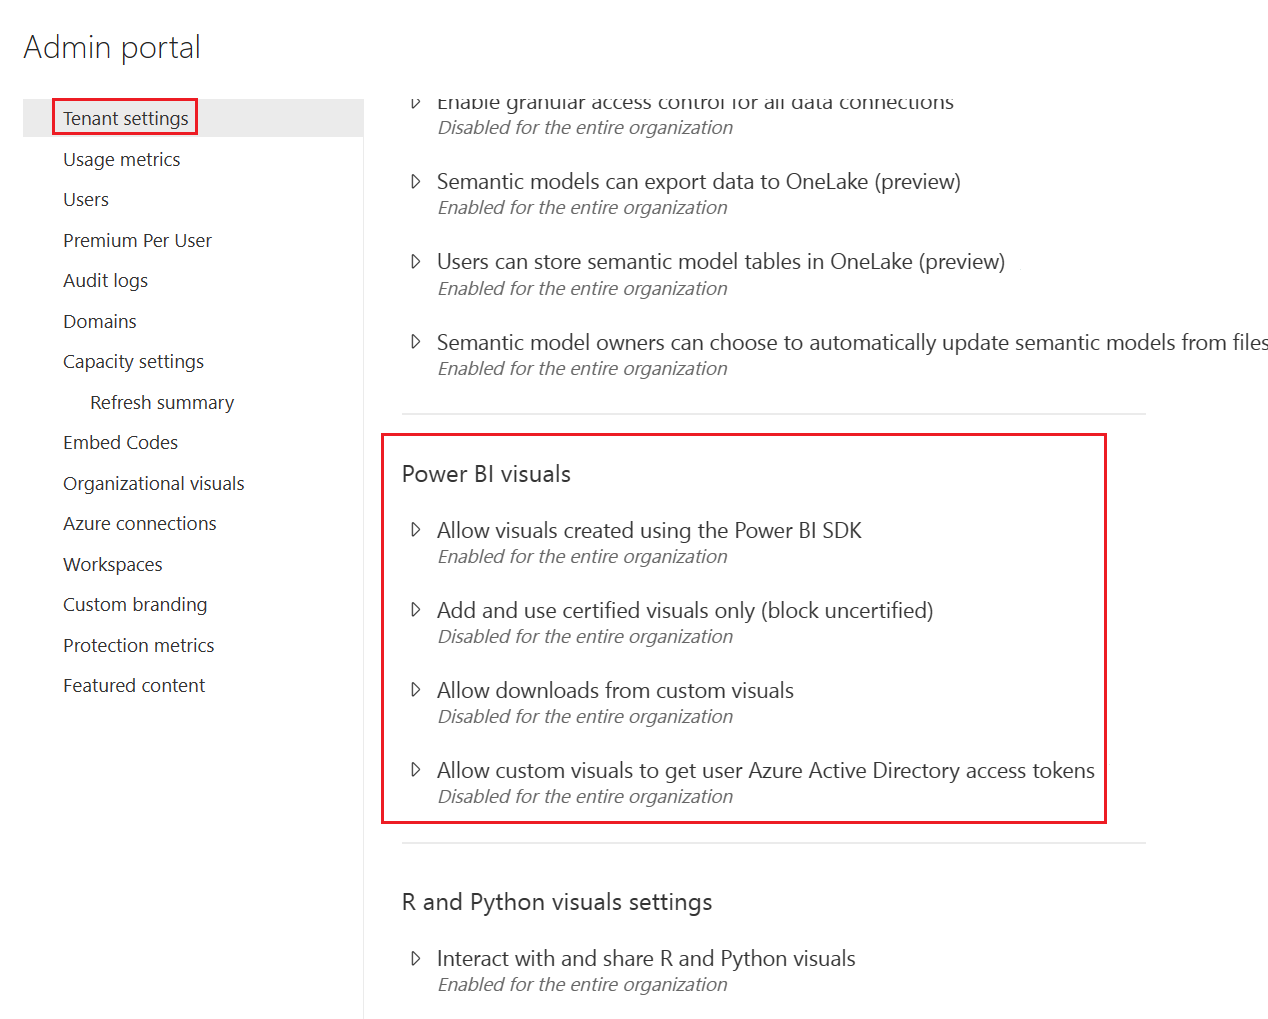 Admin portal
Tenant settings
Usage metrics
Users
Premium Per User
Audit logs
Domains
Capacity settings
Refresh summary
Embed Codes
Organizational visuals
Azure connections
Workspaces
Custom branding
Protection metrics
Featured content
Enable granular access control for all data connections
Disabled for the entire organization
Semantic models can export data to OneLake (preview)
Enabled for the entire organization
Users can store semantic model tables in OneLake (preview)
Enabled for the entire organization
Semantic model owners can choose to automatically update semantic models from files
Enabled for the entire organization
Power BI visuals
Allow visuals created using the Power BI SDK
Enabled for the entire organization
Add and use certified visuals only (block uncertified)
Disabled for the entire organization
Allow downloads from custom visuals
Disabled for the entire organization
Allow custom visuals to get user Azure Active Directory access tokens
Disabled for the entire organization
R and Python visuals settings
Interact with and share R and Python visuals
Enabled for the entire organization